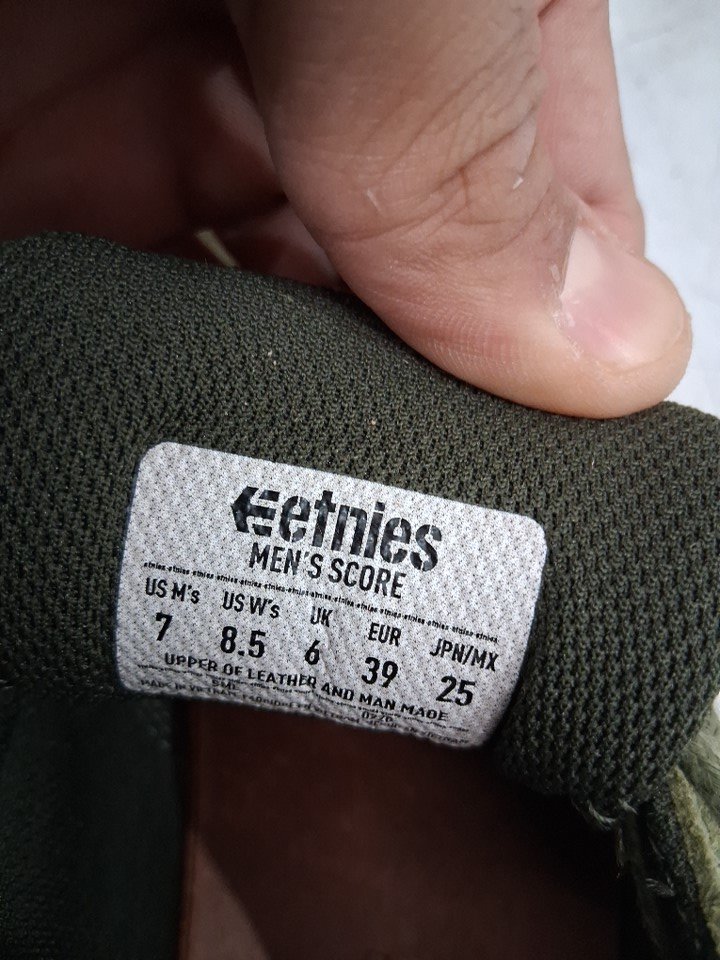 etnies
MEN'S SCORE
US M's US W's UK EUR JPN/MX
7 8.5 6 39 25
UPPER OF LEATHER AND MAN MADE